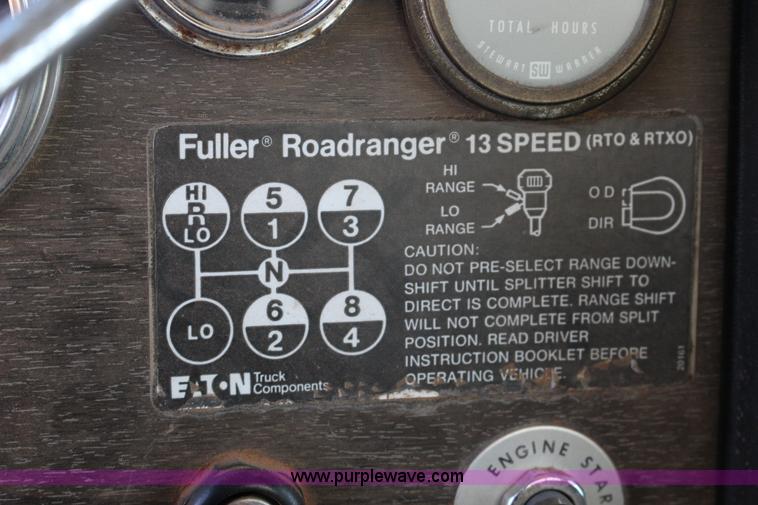 TOTAL HOURS
STEWART SW WARNER
Fuller® Roadranger® 13 SPEED (RTO & RTXO)
HI
R
LO
5
1
7
3
N
LO
6
2
8
4
HI
RANGE
LO
RANGE
OD
DIR
CAUTION:
DO NOT PRE-SELECT RANGE DOWN-
SHIFT UNTIL SPLITTER SHIFT TO
DIRECT IS COMPLETE. RANGE SHIFT
WILL NOT COMPLETE FROM SPLIT
POSITION. READ DRIVER
INSTRUCTION BOOKLET BEFORE
OPERATING VEHICLE.
20161
EATON Truck
Components
ENGINE STAR
www.purplewave.com